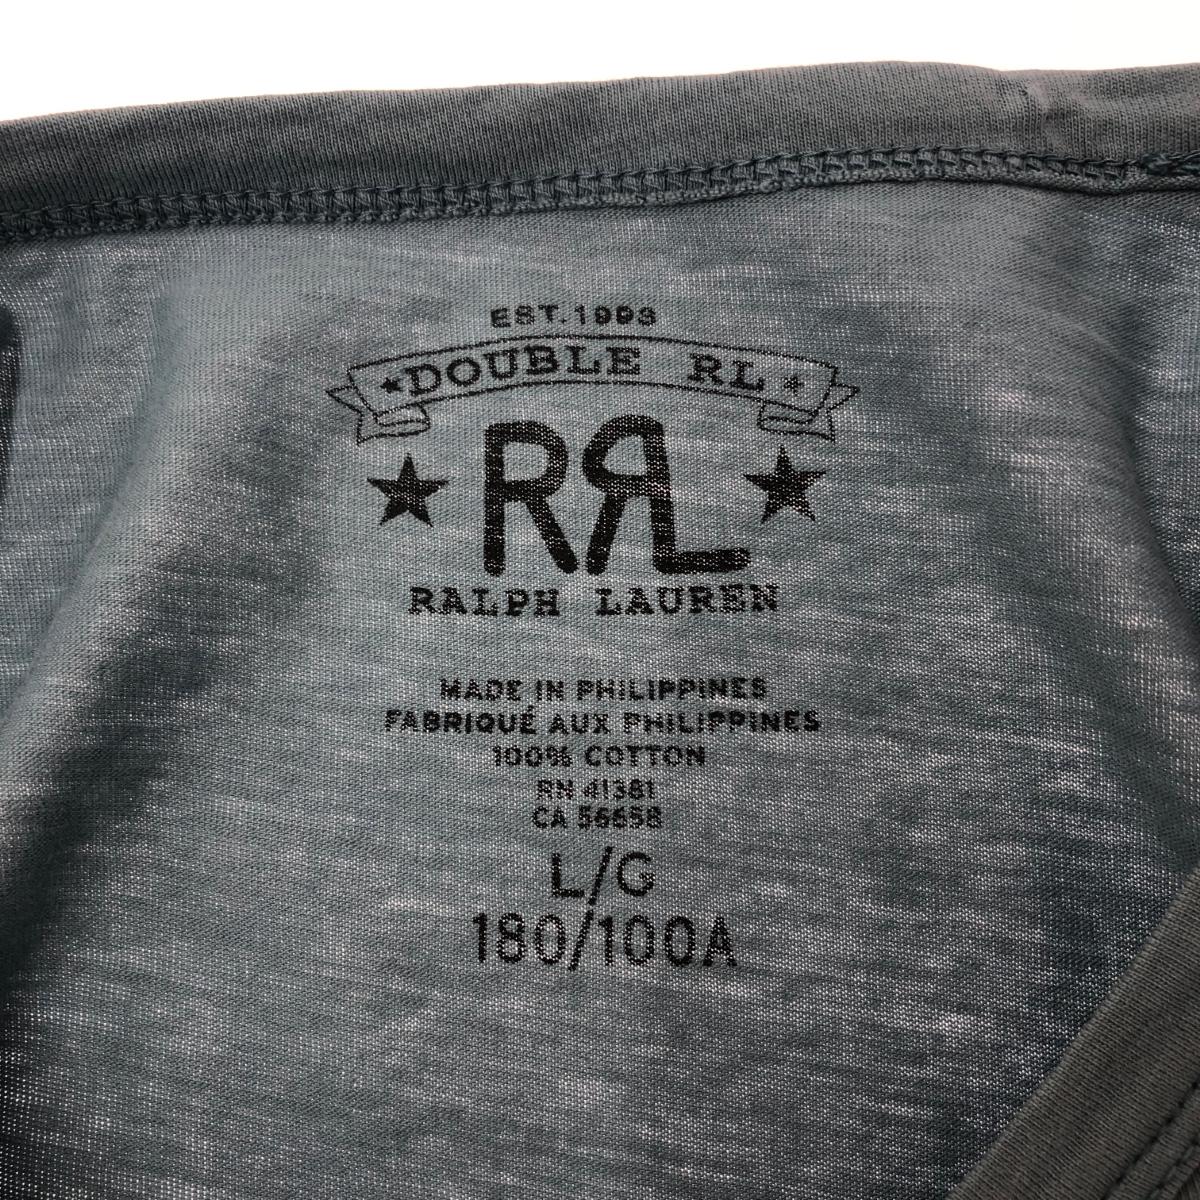 EST. 1993
★DOUBLE RL★
RRL
RALPH LAUREN
MADE IN PHILIPPINES
FABRIQUÉ AUX PHILIPPINES
100% COTTON
RN 41381
CA 56658
L/G
180/100A